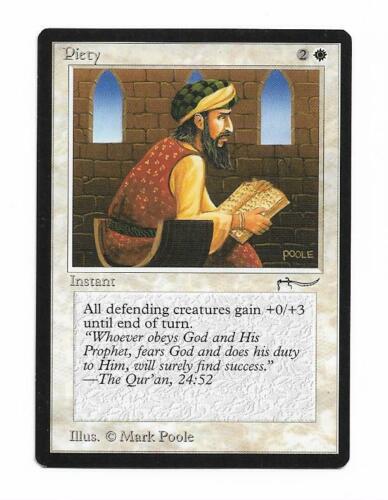 Piety 2
POOLE
Instant
All defending creatures gain +0/+3
until end of turn.
“Whoever obeys God and His
Prophet, fears God and does his duty
to Him, will surely find success.”
—The Qur’an, 24:52
Illus. © Mark Poole